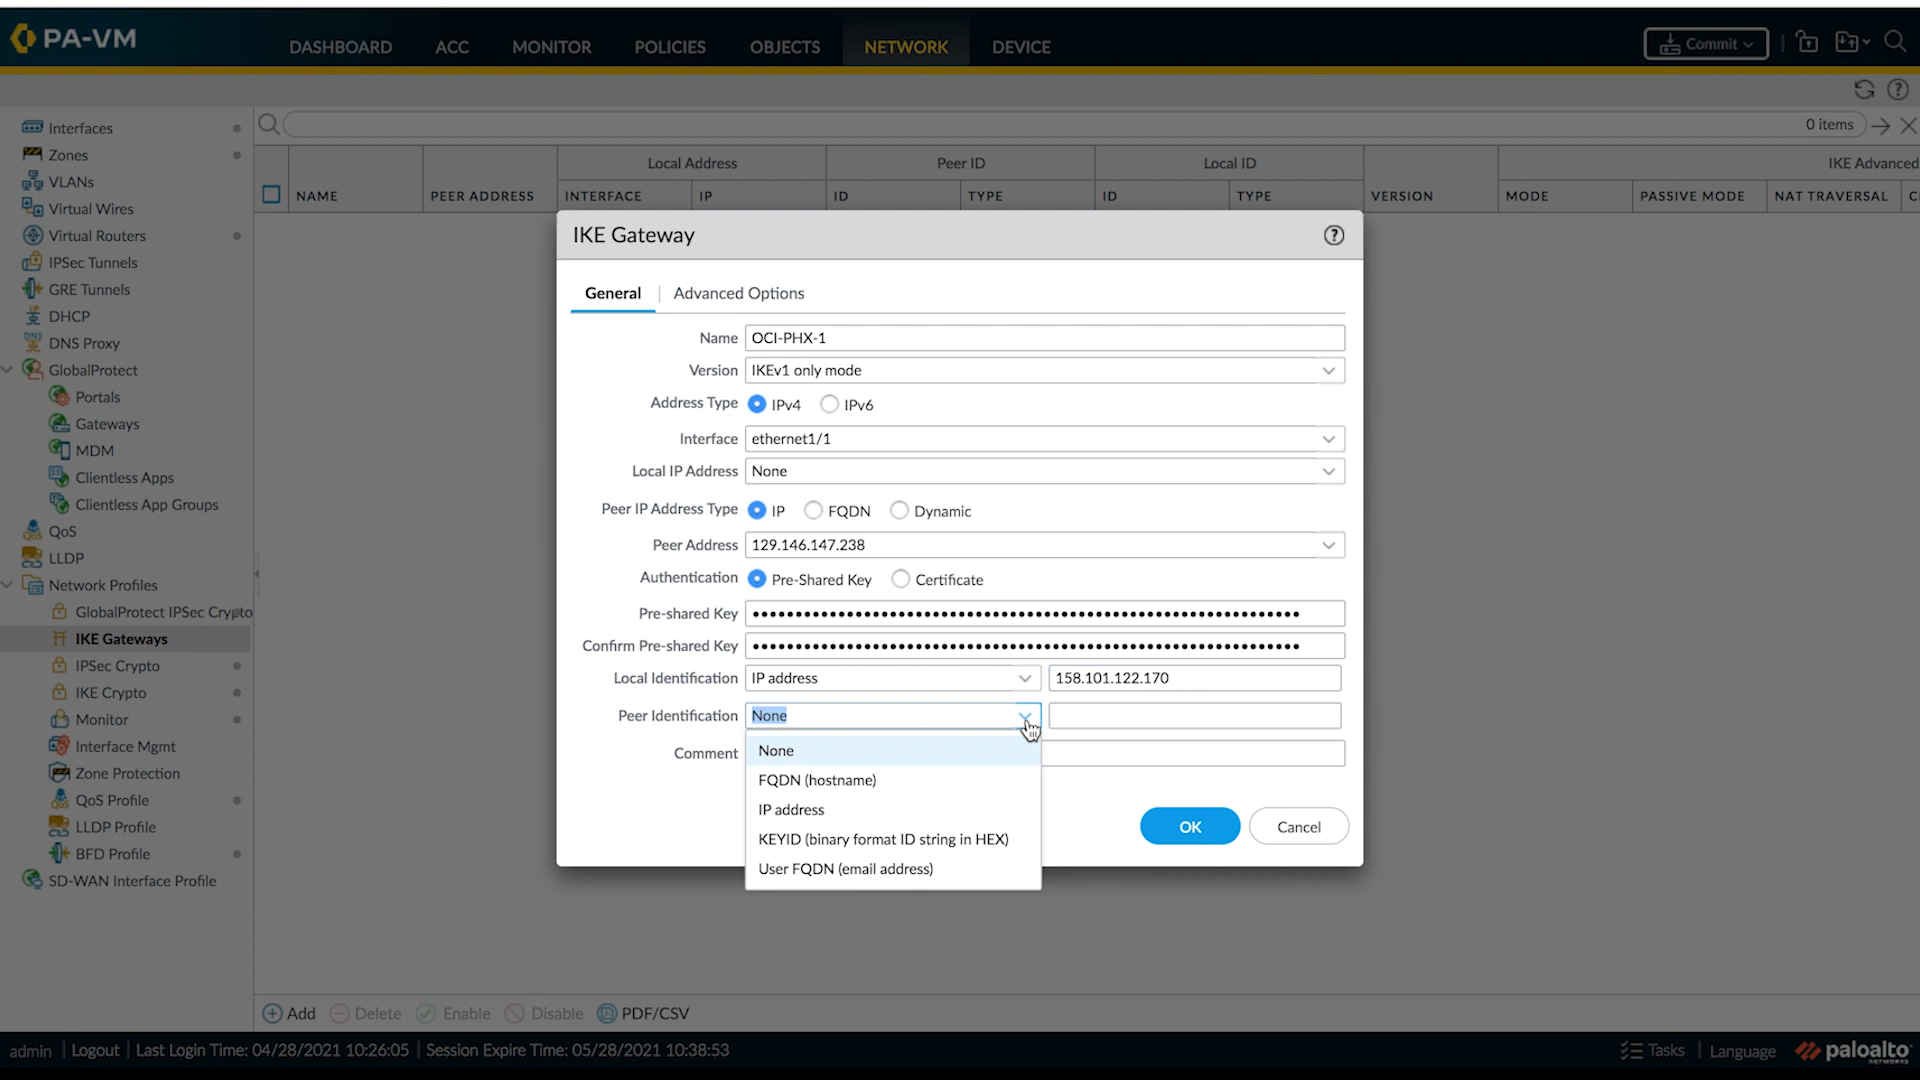 PA-VM
DASHBOARD ACC MONITOR POLICIES OBJECTS NETWORK DEVICE
Commit
0 items
Interfaces
Zones
VLANs
Virtual Wires
Virtual Routers
IPSec Tunnels
GRE Tunnels
DHCP
DNS
DNS Proxy
GlobalProtect
Portals
Gateways
MDM
Clientless Apps
Clientless App Groups
QoS
LLDP
Network Profiles
GlobalProtect IPSec Crypto
IKE Gateways
IPSec Crypto
IKE Crypto
Monitor
Interface Mgmt
Zone Protection
QoS Profile
LLDP Profile
BFD Profile
SD-WAN Interface Profile
Local Address Peer ID Local ID IKE Advanced
NAME PEER ADDRESS INTERFACE IP ID TYPE ID TYPE VERSION MODE PASSIVE MODE NAT TRAVERSAL C
IKE Gateway
General | Advanced Options
Name OCI-PHX-1
Version IKEv1 only mode
Address Type IPv4 IPv6
Interface ethernet1/1
Local IP Address None
Peer IP Address Type IP FQDN Dynamic
Peer Address 129.146.147.238
Authentication Pre-Shared Key Certificate
Pre-shared Key
Confirm Pre-shared Key
Local Identification IP address 158.101.122.170
Peer Identification None
Comment
None
FQDN (hostname)
IP address
KEYID (binary format ID string in HEX)
User FQDN (email address)
OK Cancel
Add Delete Enable Disable PDF/CSV
admin | Logout | Last Login Time: 04/28/2021 10:26:05 | Session Expire Time: 05/28/2021 10:38:53
Tasks | Language paloalto
NETWORKS